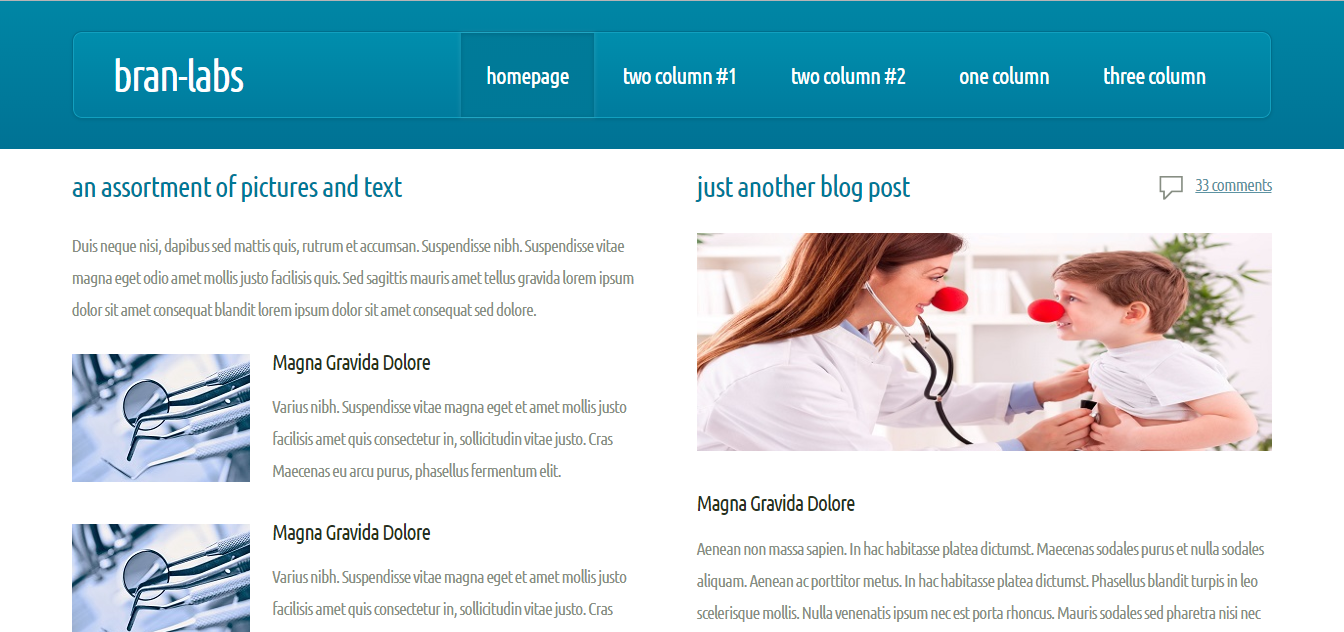 bran-labs
homepage
two column #1
two column #2
one column
three column
an assortment of pictures and text
Duis neque nisi, dapibus sed mattis quis, rutrum et accumsan. Suspendisse nibh. Suspendisse vitae
magna eget odio amet mollis justo facilisis quis. Sed sagittis mauris amet tellus gravida lorem ipsum
dolor sit amet consequat blandit lorem ipsum dolor sit amet consequat sed dolore.
Magna Gravida Dolore
Varius nibh. Suspendisse vitae magna eget et amet mollis justo
facilisis amet quis consectetur in, sollicitudin vitae justo. Cras
Maecenas eu arcu purus, phasellus fermentum elit.
Magna Gravida Dolore
Varius nibh. Suspendisse vitae magna eget et amet mollis justo
facilisis amet quis consectetur in, sollicitudin vitae justo. Cras
just another blog post
33 comments
Magna Gravida Dolore
Aenean non massa sapien. In hac habitasse platea dictumst. Maecenas sodales purus et nulla sodales
aliquam. Aenean ac porttitor metus. In hac habitasse platea dictumst. Phasellus blandit turpis in leo
scelerisque mollis. Nulla venenatis ipsum nec est porta rhoncus. Mauris sodales sed pharetra nisi nec